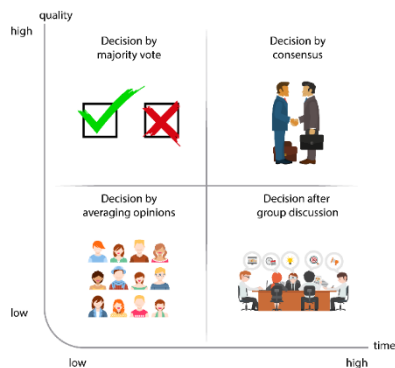 quality
high
Decision by
majority vote
Decision by
consensus
Decision by
averaging opinions
Decision after
group discussion
low
time
low
high